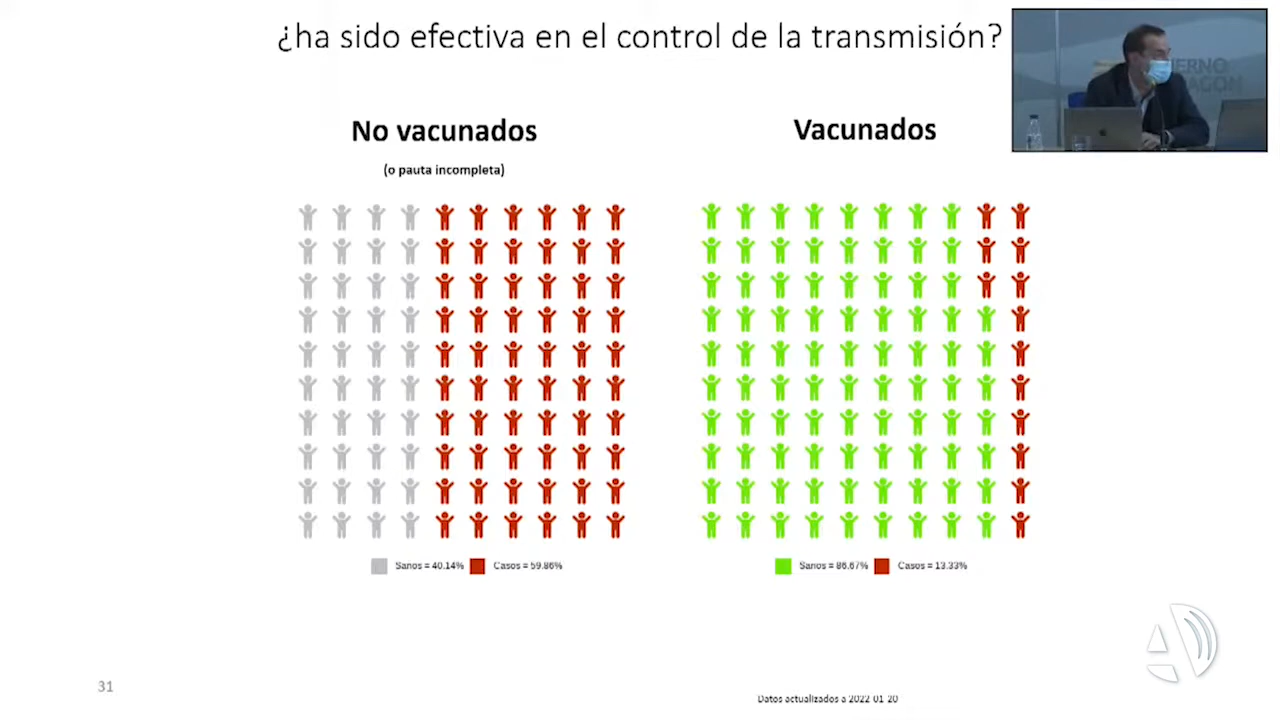 ¿ha sido efectiva en el control de la transmisión?
No vacunados
(o pauta incompleta)
Vacunados
Sanos = 40.14% Casos = 59.86%
Sanos = 86.67% Casos = 13.33%
31
Datos actualizados a 2022-01-20